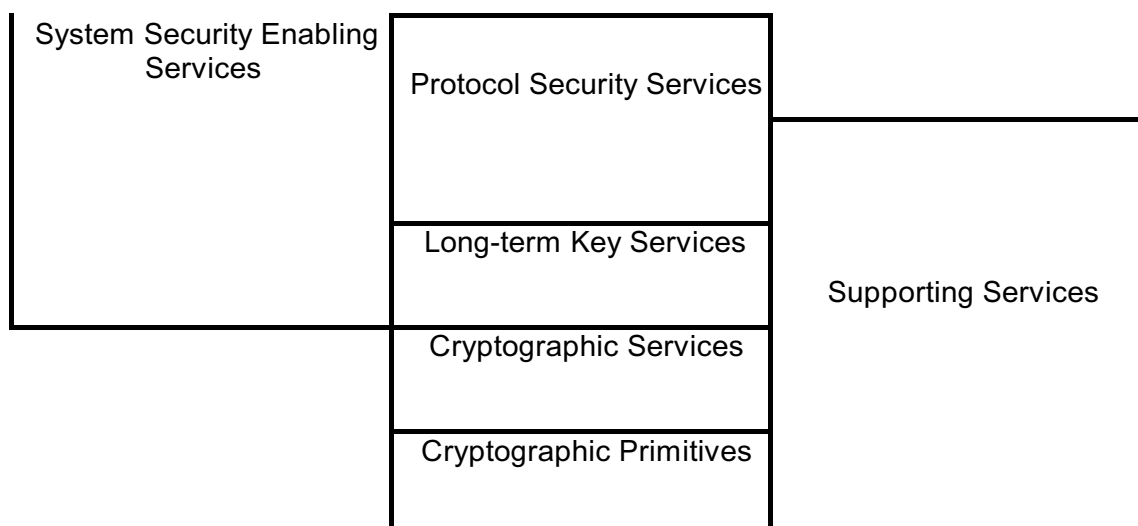 System Security Enabling
Services
Protocol Security Services
Long-term Key Services
Supporting Services
Cryptographic Services
Cryptographic Primitives